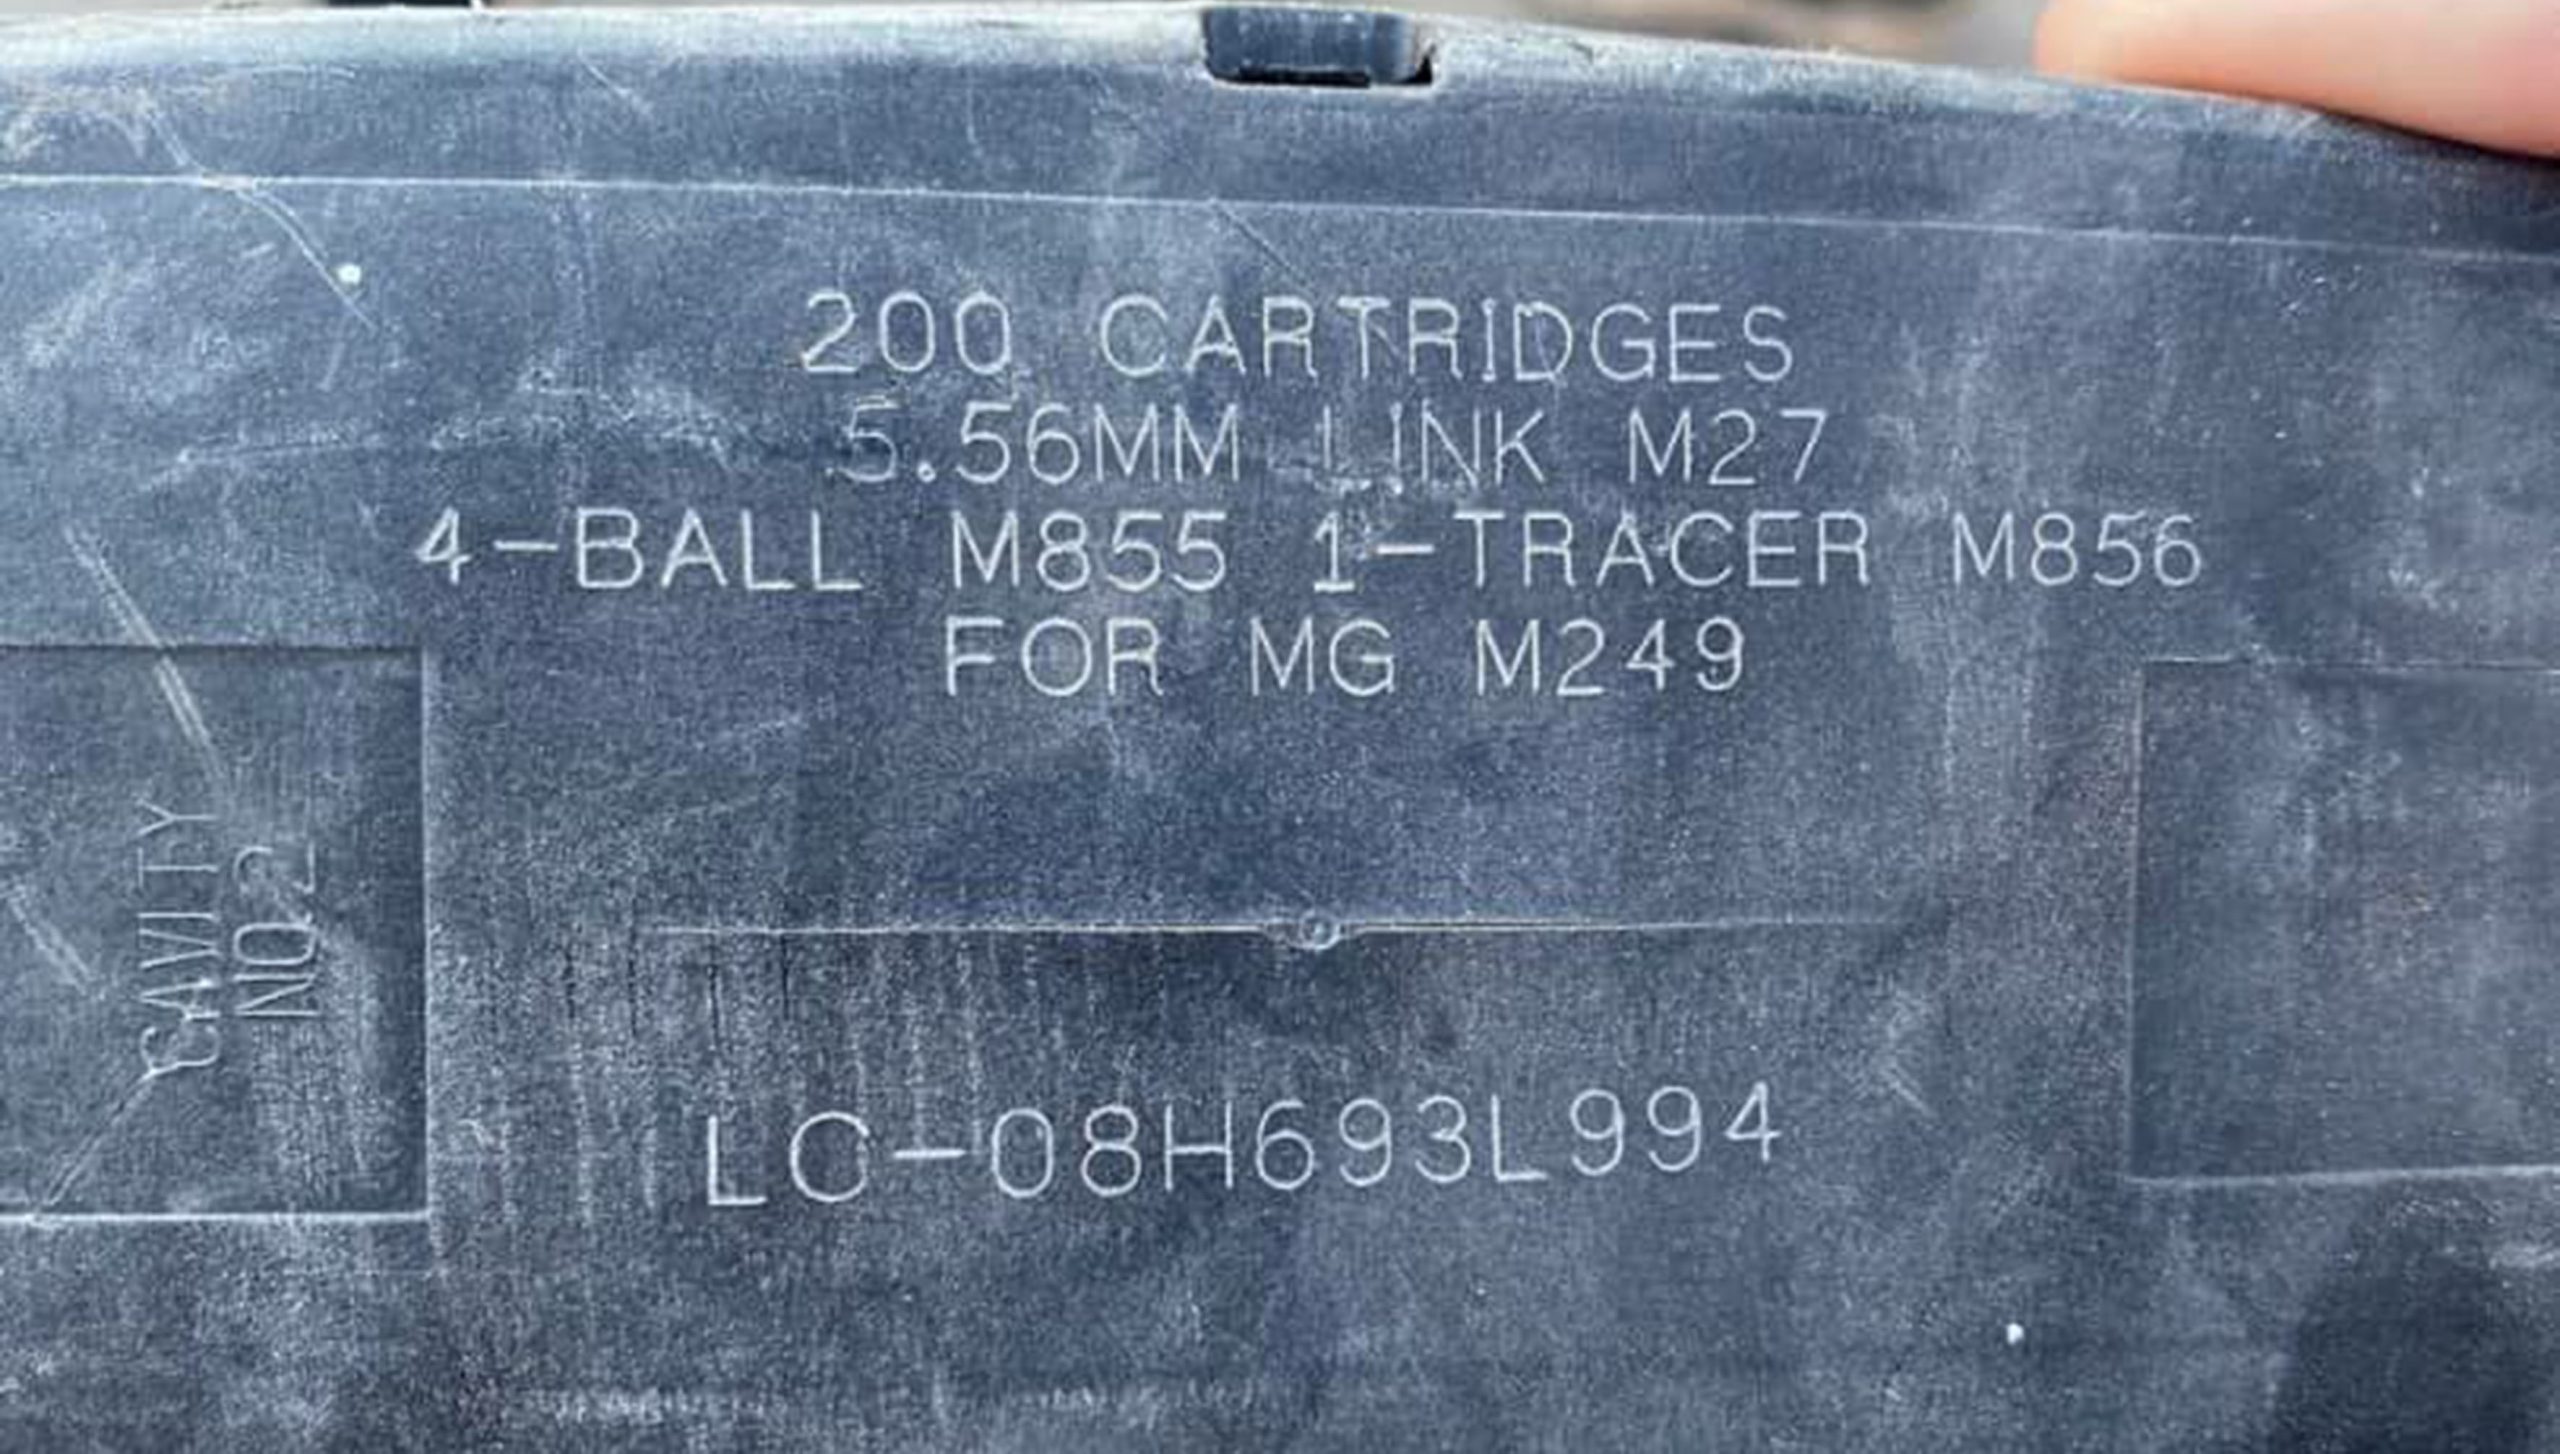 200 CARTRIDGES
5.56MM LINK M27
4-BALL M855 1-TRACER M856
FOR MG M249
CAVITY
NO.2
LC-08H693L994